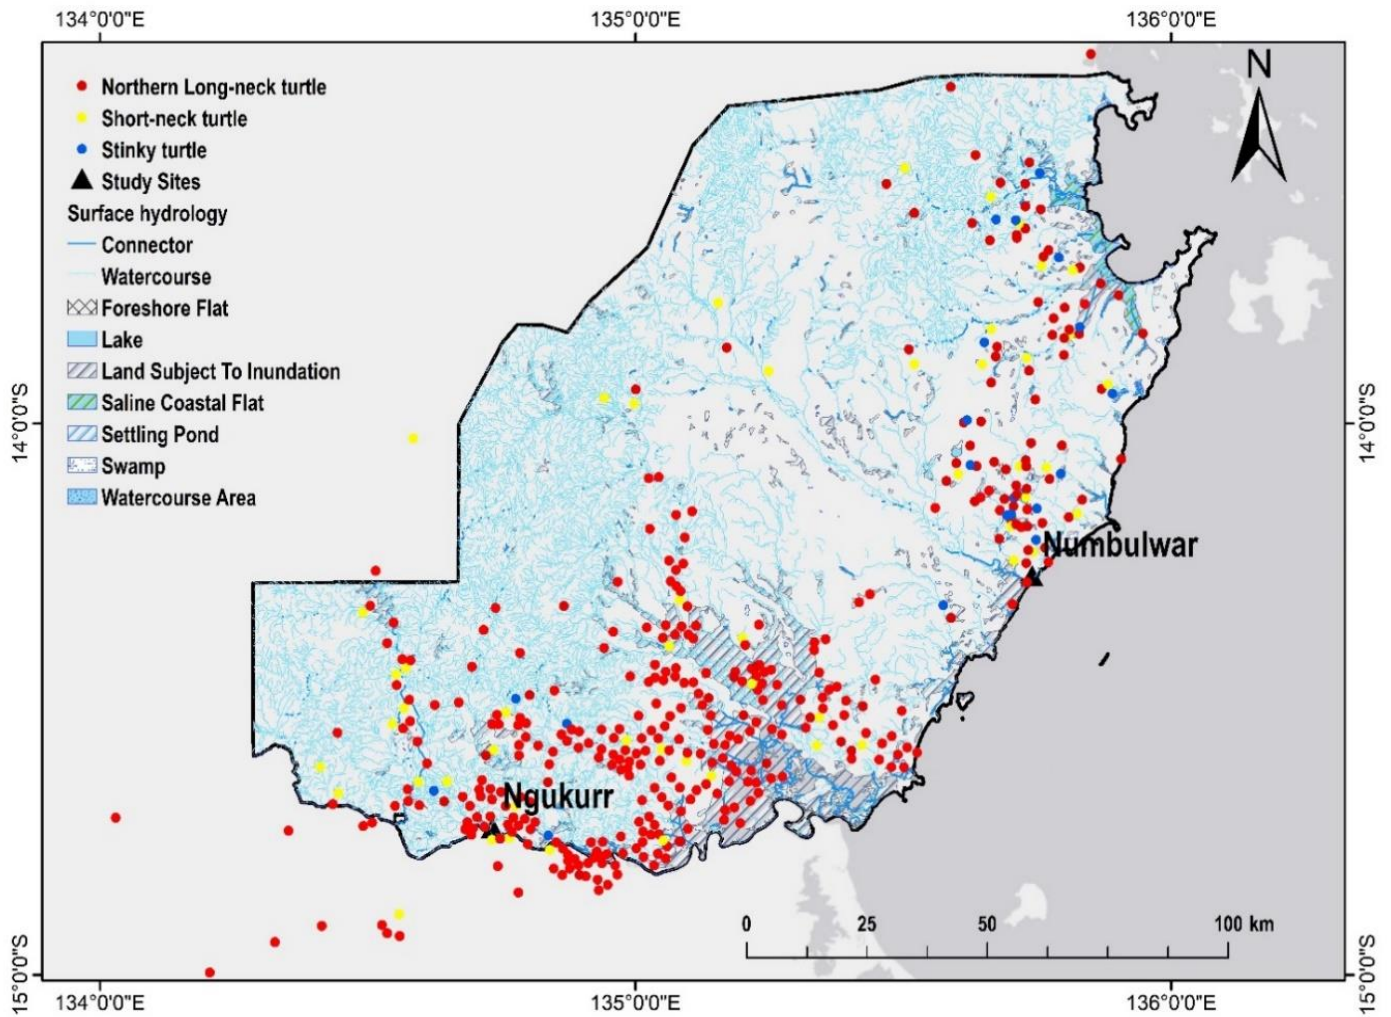 134°0'0"E
135°0'0"E
136°0'0"E
N
Northern Long-neck turtle
Short-neck turtle
Stinky turtle
Study Sites
Surface hydrology
Connector
Watercourse
Foreshore Flat
Lake
Land Subject To Inundation
Saline Coastal Flat
Settling Pond
Swamp
Watercourse Area
14°0'0"S
14°0'0"S
Numbulwar
Ngukurr
0 25 50 100 km
15°0'0"S
15°0'0"S
134°0'0"E
135°0'0"E
136°0'0"E